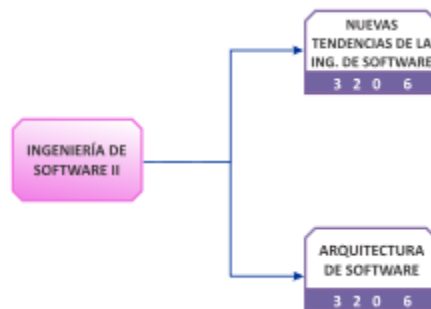 NUEVAS
TENDENCIAS DE LA
ING. DE SOFTWARE
3 2 0 6
INGENIERÍA DE
SOFTWARE II
ARQUITECTURA
DE SOFTWARE
3 2 0 6